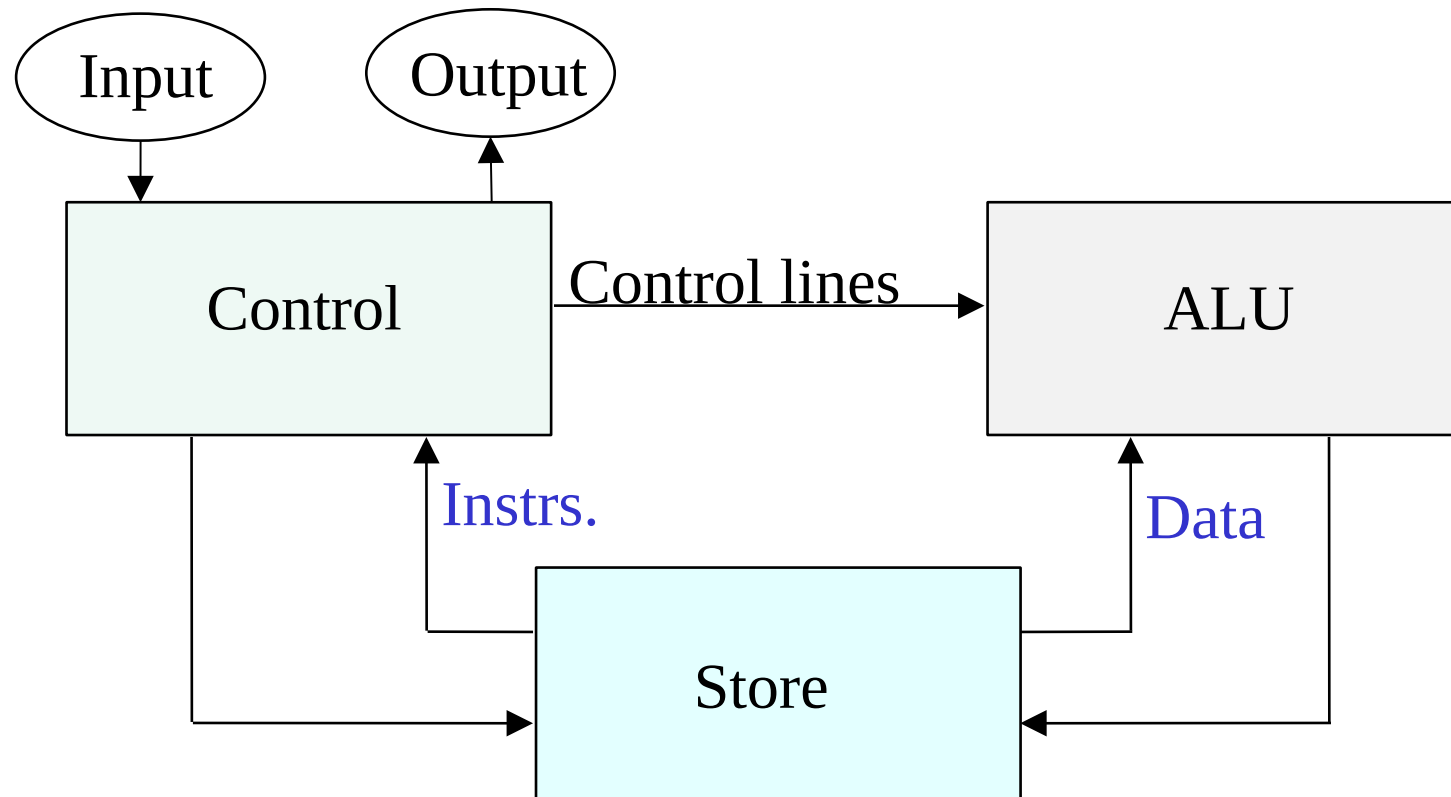 Input
Output
Control lines
Control
ALU
Instrs.
Data
Store